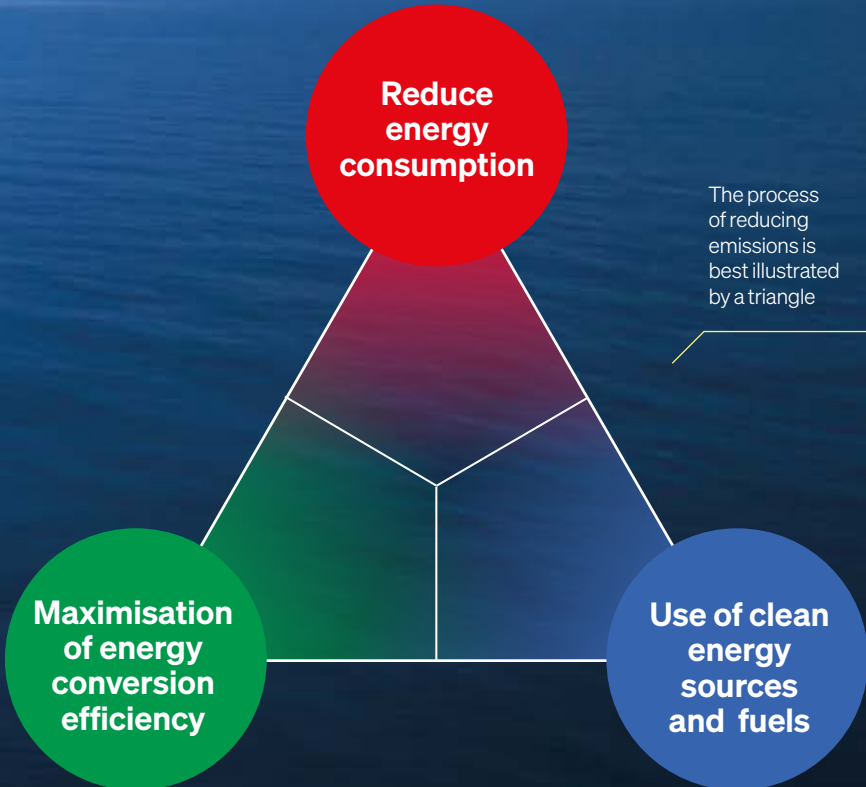 Reduce
energy
consumption
The process
of reducing
emissions is
best illustrated
by a triangle
Maximisation
of energy
conversion
efficiency
Use of clean
energy
sources
and fuels